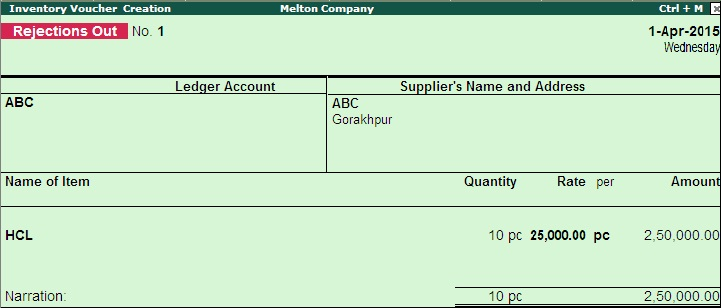 Inventory Voucher Creation Melton Company Ctrl + M
Rejections Out No. 1 1-Apr-2015
Wednesday
Ledger Account Supplier's Name and Address
ABC ABC
Gorakhpur
Name of Item Quantity Rate per Amount
HCL 10 pc 25,000.00 pc 2,50,000.00
Narration: 10 pc 2,50,000.00